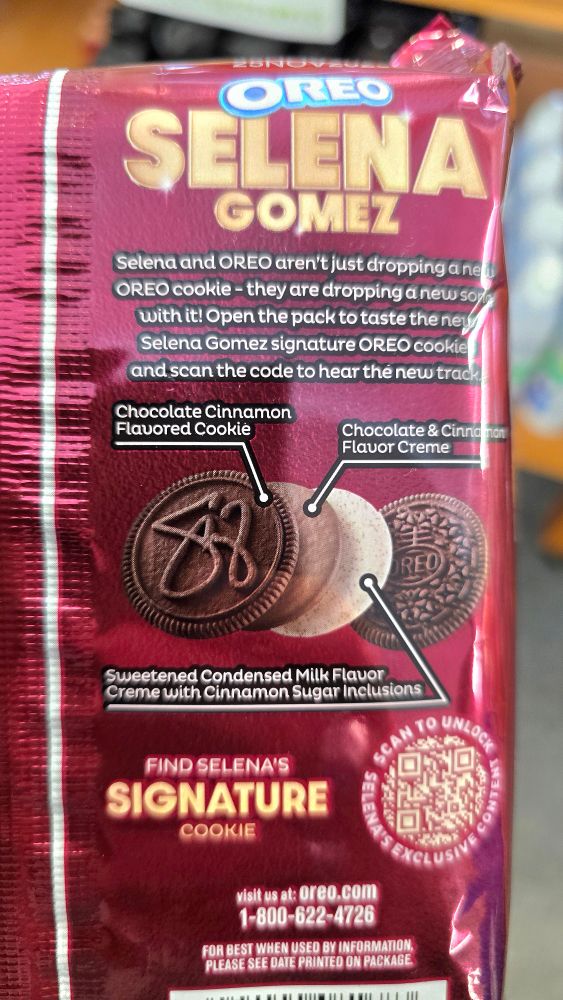 OREO
SELENA
GOMEZ
Selena and OREO aren't just dropping a new
OREO cookie - they are dropping a new song
with it! Open the pack to taste the new
Selena Gomez signature OREO cookie
and scan the code to hear the new track.
Chocolate Cinnamon
Flavored Cookie
Chocolate & Cinnamon
Flavor Creme
OREO
Sweetened Condensed Milk Flavor
Creme with Cinnamon Sugar Inclusions
FIND SELENA'S
SIGNATURE
COOKIE
SCAN TO UNLOCK
SELENA'S EXCLUSIVE CONTENT
visit us at: oreo.com
1-800-622-4726
FOR BEST WHEN USED BY INFORMATION,
PLEASE SEE DATE PRINTED ON PACKAGE.